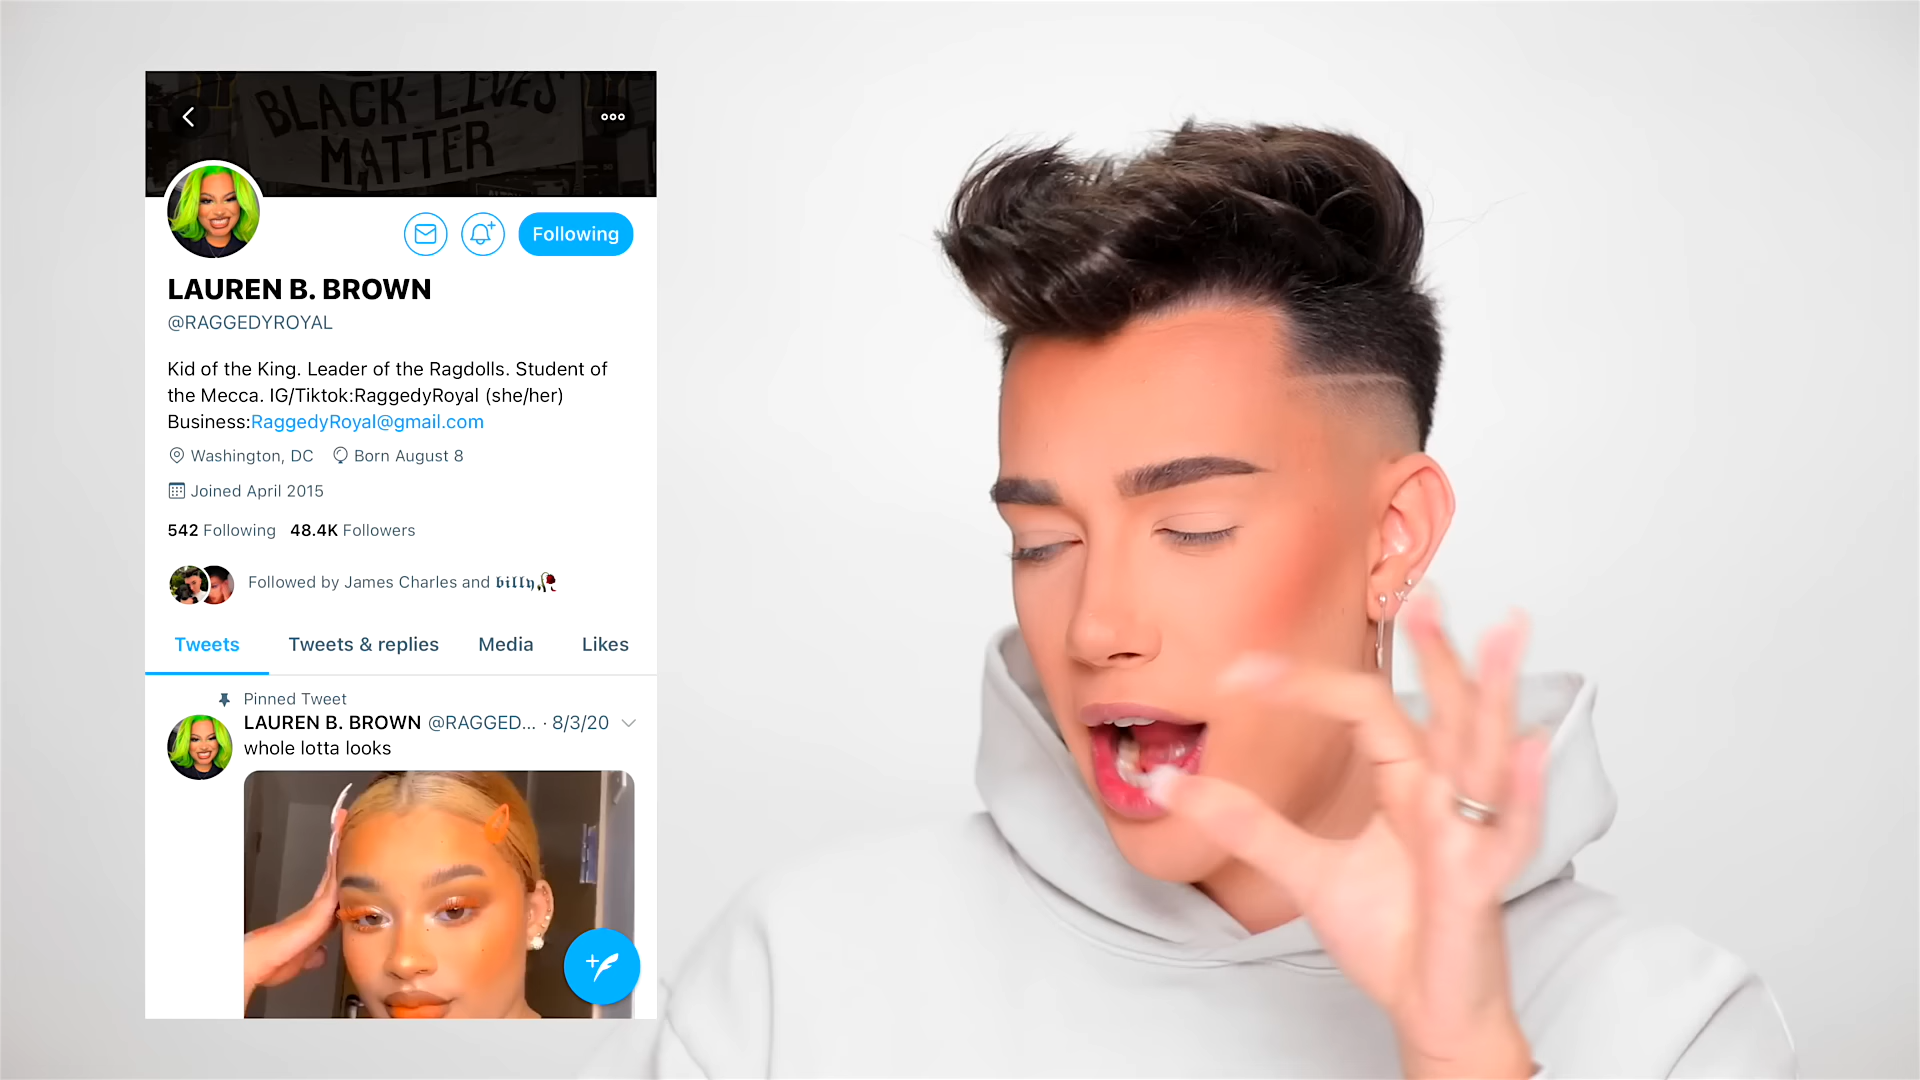 BLACK LIVES
MATTER
Following
LAUREN B. BROWN
@RAGGEDYROYAL
Kid of the King. Leader of the Ragdolls. Student of
the Mecca. IG/Tiktok:RaggedyRoyal (she/her)
Business:RaggedyRoyal@gmail.com
Washington, DC Born August 8
Joined April 2015
542 Following 48.4K Followers
Followed by James Charles and 𝖇𝖎𝖑𝖑𝖞🥀
Tweets Tweets & replies Media Likes
Pinned Tweet
LAUREN B. BROWN @RAGGED... · 8/3/20
whole lotta looks